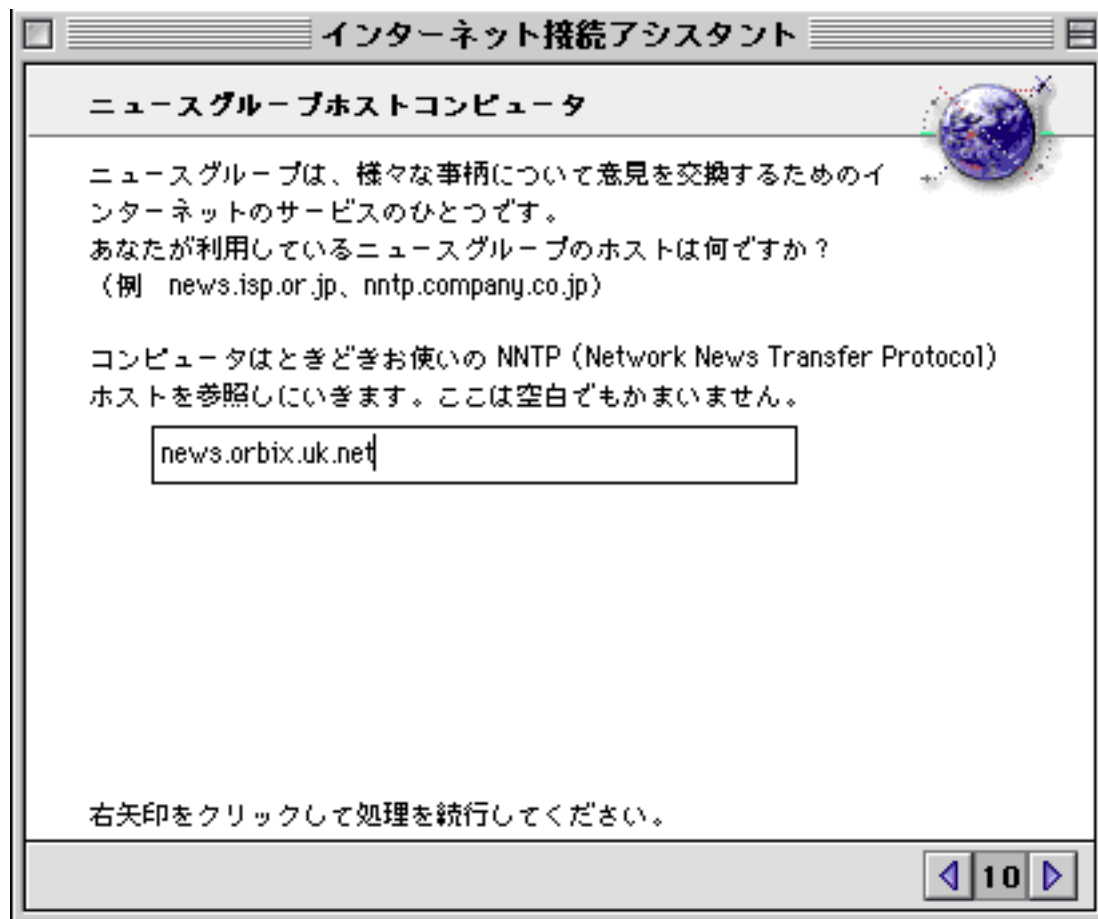 インターネット接続アシスタント
ニュースグループホストコンピュータ
ニュースグループは、様々な事柄について意見を交換するためのイ
ンターネットのサービスのひとつです。
あなたが利用しているニュースグループのホストは何ですか？
（例　news.isp.or.jp、nntp.company.co.jp）
コンピュータはときどきお使いの NNTP（Network News Transfer Protocol）
ホストを参照しにいきます。ここは空白でもかまいません。
news.orbix.uk.net
右矢印をクリックして処理を続行してください。
10